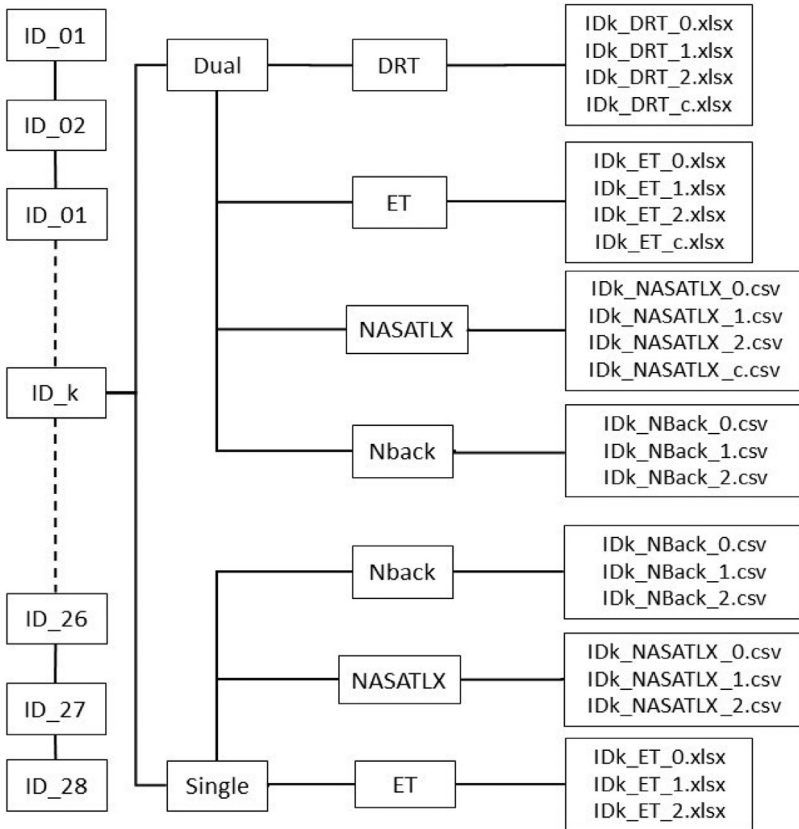 ID_01
ID_02
ID_01
ID_k
ID_26
ID_27
ID_28
Dual
DRT
IDk_DRT_0.xlsx
IDk_DRT_1.xlsx
IDk_DRT_2.xlsx
IDk_DRT_c.xlsx
ET
IDk_ET_0.xlsx
IDk_ET_1.xlsx
IDk_ET_2.xlsx
IDk_ET_c.xlsx
NASATLX
IDk_NASATLX_0.csv
IDk_NASATLX_1.csv
IDk_NASATLX_2.csv
IDk_NASATLX_c.csv
Nback
IDk_NBack_0.csv
IDk_NBack_1.csv
IDk_NBack_2.csv
Nback
IDk_NBack_0.csv
IDk_NBack_1.csv
IDk_NBack_2.csv
NASATLX
IDk_NASATLX_0.csv
IDk_NASATLX_1.csv
IDk_NASATLX_2.csv
Single
ET
IDk_ET_0.xlsx
IDk_ET_1.xlsx
IDk_ET_2.xlsx